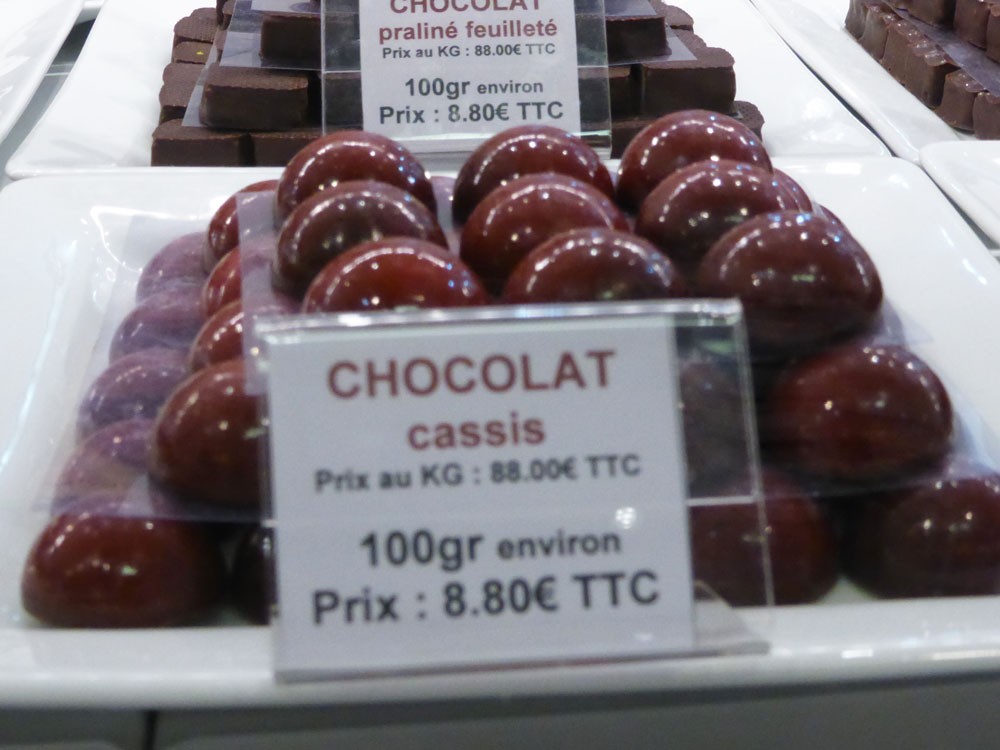 CHOCOLAT
praliné feuilleté
Prix au KG : 88.00€ TTC
100gr environ
Prix : 8.80€ TTC
CHOCOLAT
cassis
Prix au KG : 88.00€ TTC
100gr environ
Prix : 8.80€ TTC